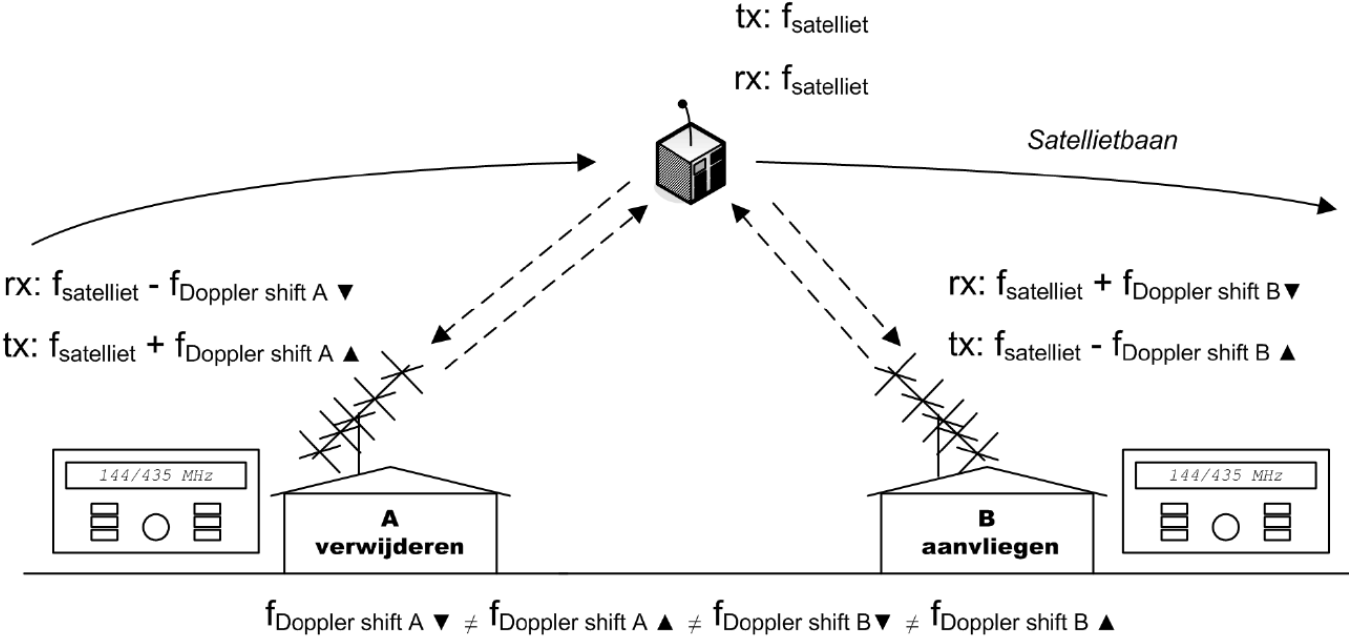 tx: fsatelliet
rx: fsatelliet
Satellietbaan
rx: fsatelliet - fDoppler shift A ▼
tx: fsatelliet + fDoppler shift A ▲
rx: fsatelliet + fDoppler shift B▼
tx: fsatelliet - fDoppler shift B ▲
144/435 MHz
A
verwijderen
B
aanvliegen
144/435 MHz
fDoppler shift A ▼ ≠ fDoppler shift A ▲ ≠ fDoppler shift B▼ ≠ fDoppler shift B ▲